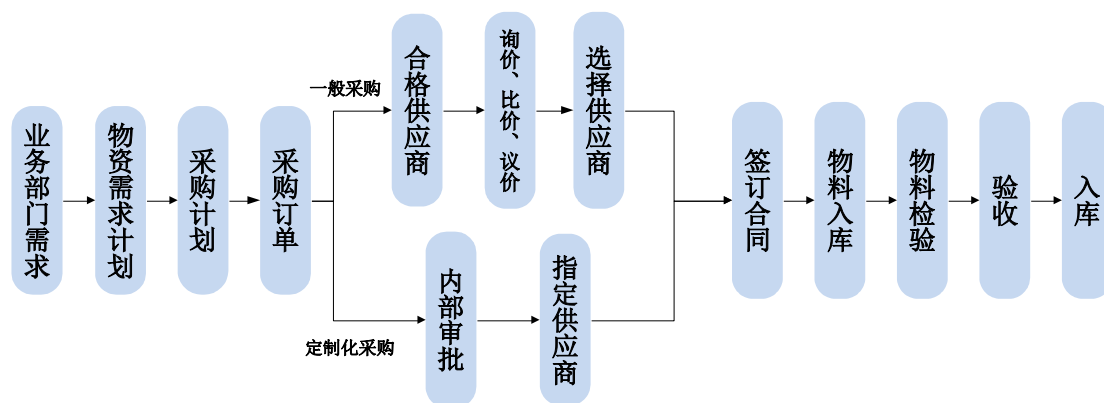 业务部门需求
物资需求计划
采购计划
采购订单
一般采购
合格供应商
询价、比价、议价
选择供应商
定制化采购
内部审批
指定供应商
签订合同
物料入库
物料检验
验收
入库